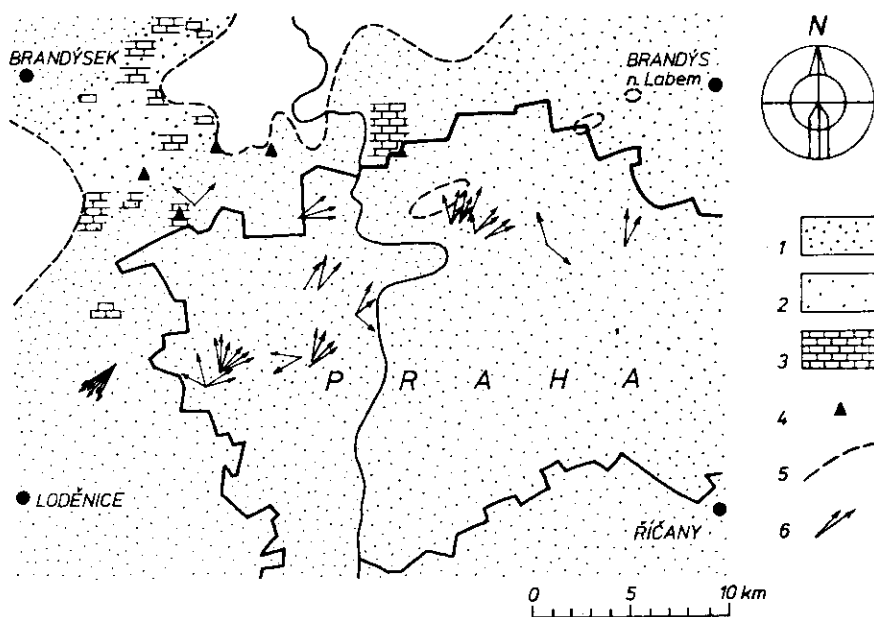 BRANDÝSEK
BRANDÝS
n. Labem
N
1
2
3
P R A H A
4
5
LODĚNICE
ŘÍČANY
6
0 5 10 km